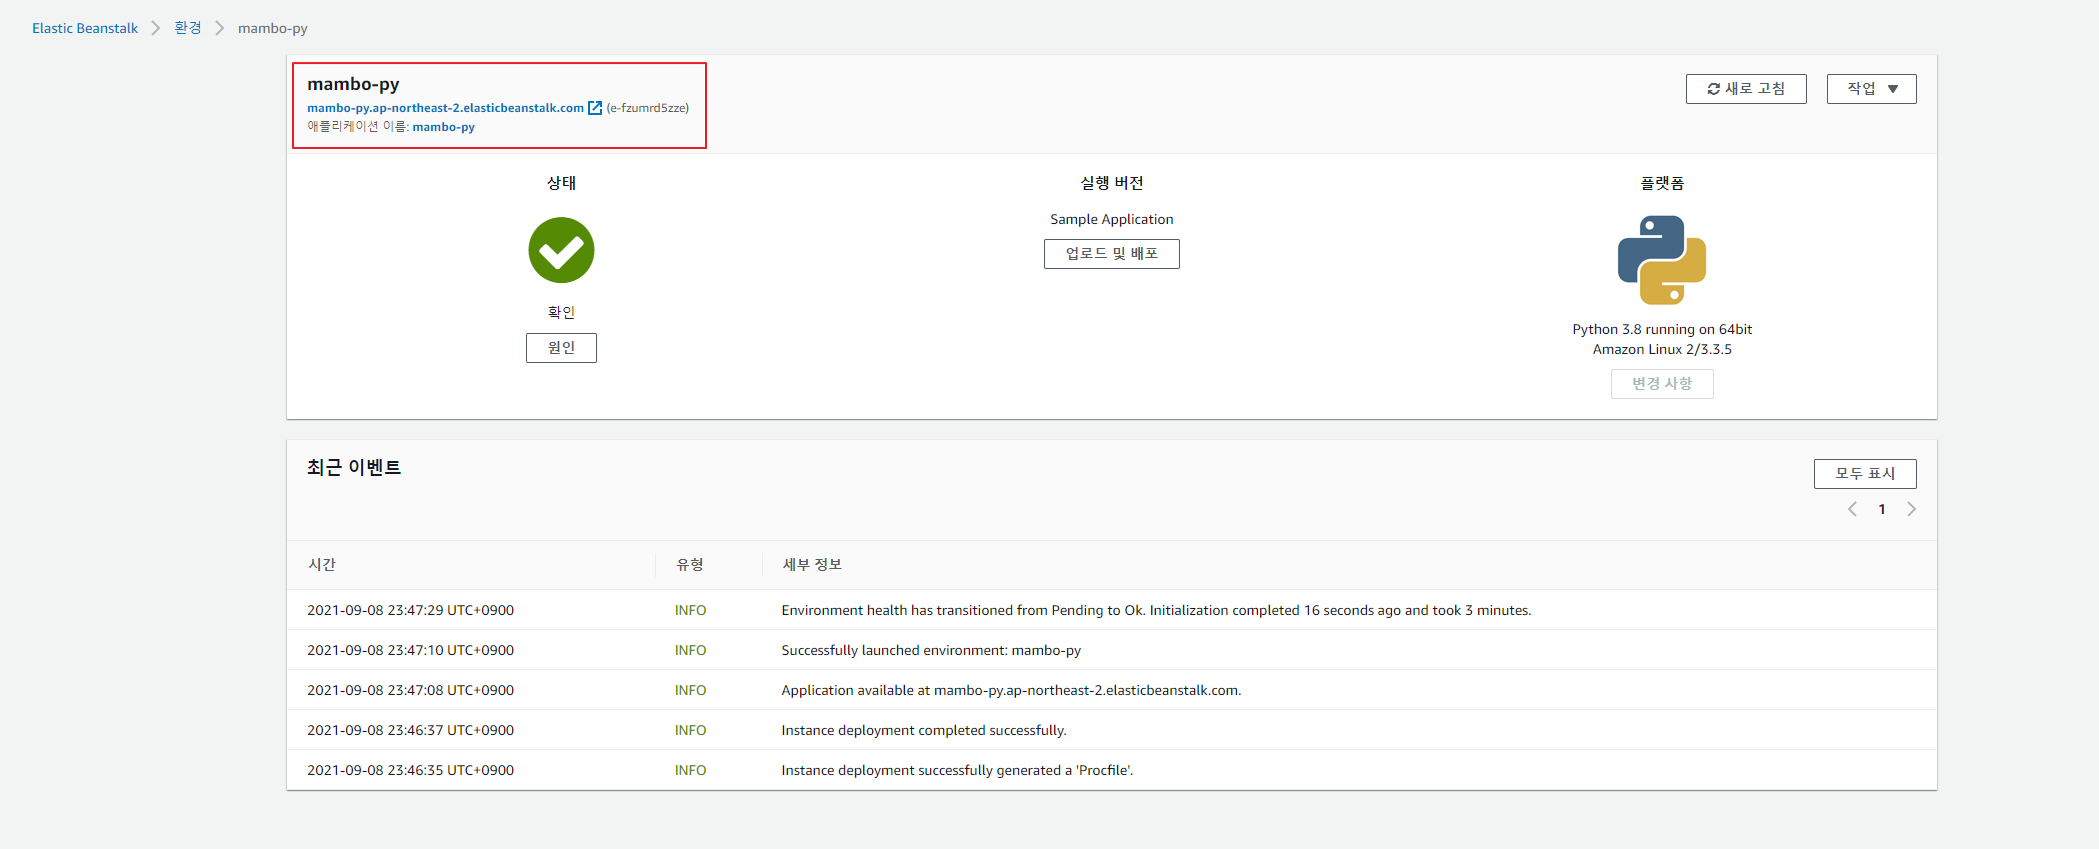 Elastic Beanstalk > 환경 > mambo-py
mambo-py
mambo-py.ap-northeast-2.elasticbeanstalk.com (e-fzumrd5zze)
애플리케이션 이름: mambo-py
새로 고침
작업
상태
확인
원인
실행 버전
Sample Application
업로드 및 배포
플랫폼
Python 3.8 running on 64bit
Amazon Linux 2/3.3.5
변경 사항
최근 이벤트
모두 표시
1
시간 유형 세부 정보
2021-09-08 23:47:29 UTC+0900 INFO Environment health has transitioned from Pending to Ok. Initialization completed 16 seconds ago and took 3 minutes.
2021-09-08 23:47:10 UTC+0900 INFO Successfully launched environment: mambo-py
2021-09-08 23:47:08 UTC+0900 INFO Application available at mambo-py.ap-northeast-2.elasticbeanstalk.com.
2021-09-08 23:46:37 UTC+0900 INFO Instance deployment completed successfully.
2021-09-08 23:46:35 UTC+0900 INFO Instance deployment successfully generated a 'Procfile'.